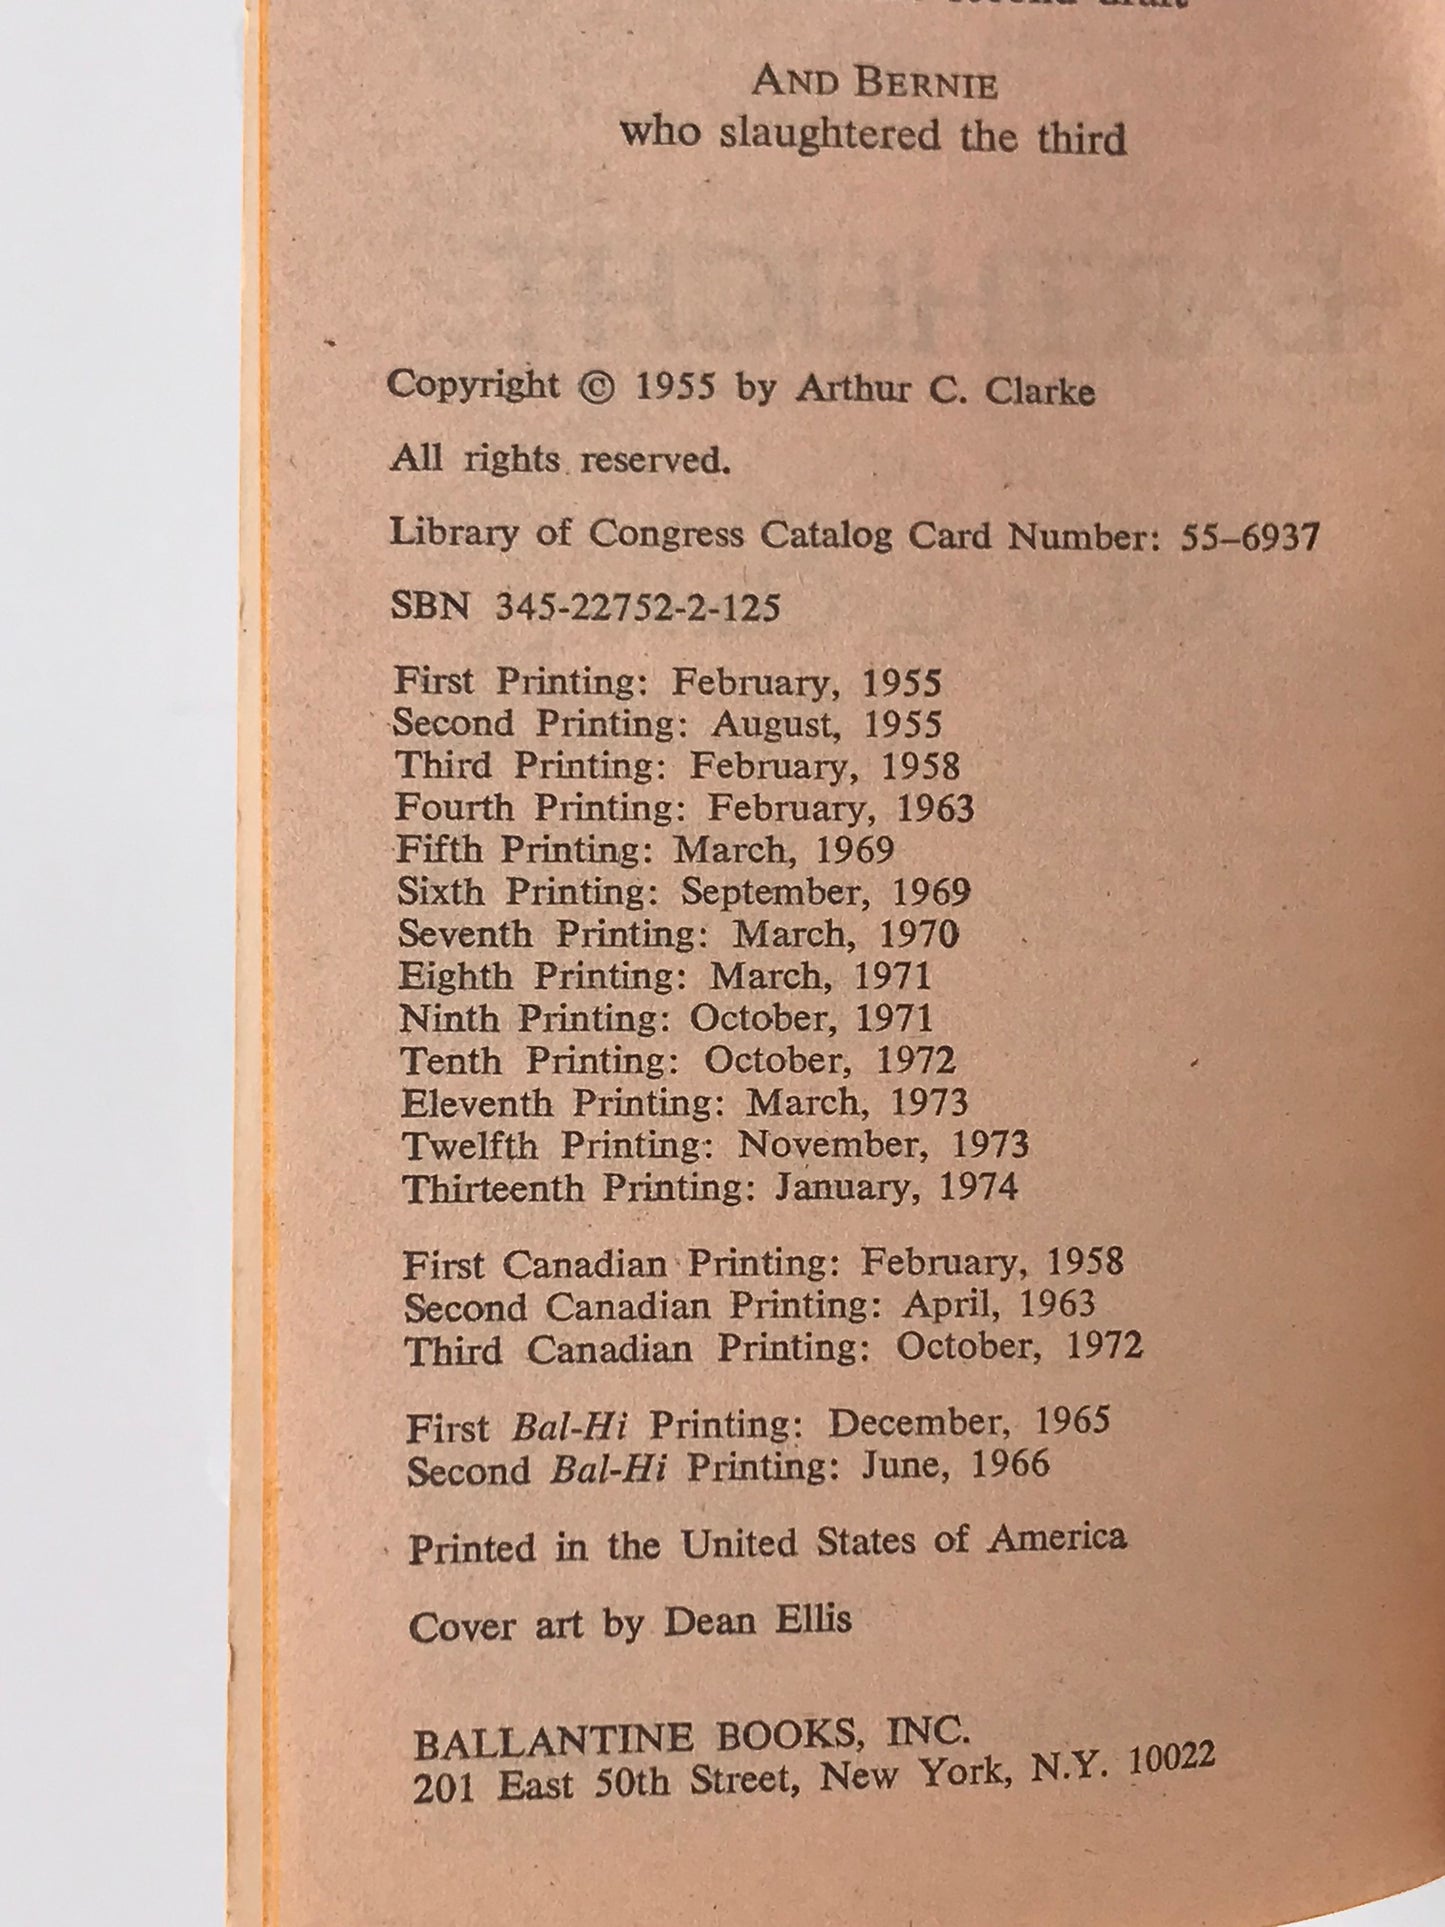 second draft
AND BERNIE
who slaughtered the third
Copyright © 1955 by Arthur C. Clarke
All rights reserved.
Library of Congress Catalog Card Number: 55–6937
SBN 345-22752-2-125
First Printing: February, 1955
Second Printing: August, 1955
Third Printing: February, 1958
Fourth Printing: February, 1963
Fifth Printing: March, 1969
Sixth Printing: September, 1969
Seventh Printing: March, 1970
Eighth Printing: March, 1971
Ninth Printing: October, 1971
Tenth Printing: October, 1972
Eleventh Printing: March, 1973
Twelfth Printing: November, 1973
Thirteenth Printing: January, 1974
First Canadian Printing: February, 1958
Second Canadian Printing: April, 1963
Third Canadian Printing: October, 1972
First Bal-Hi Printing: December, 1965
Second Bal-Hi Printing: June, 1966
Printed in the United States of America
Cover art by Dean Ellis
BALLANTINE BOOKS, INC.
201 East 50th Street, New York, N.Y. 10022